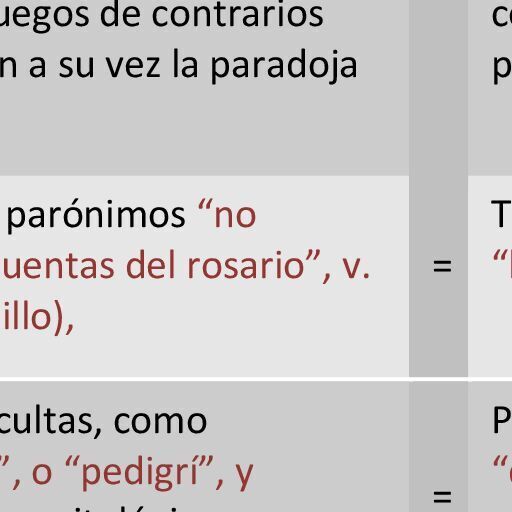 uegos de contrarios
n a su vez la paradoja
parónimos “no
uentas del rosario”, v.
illo),
=
T
“
cultas, como
”, o “pedigrí”, y
=
P
“
c
p